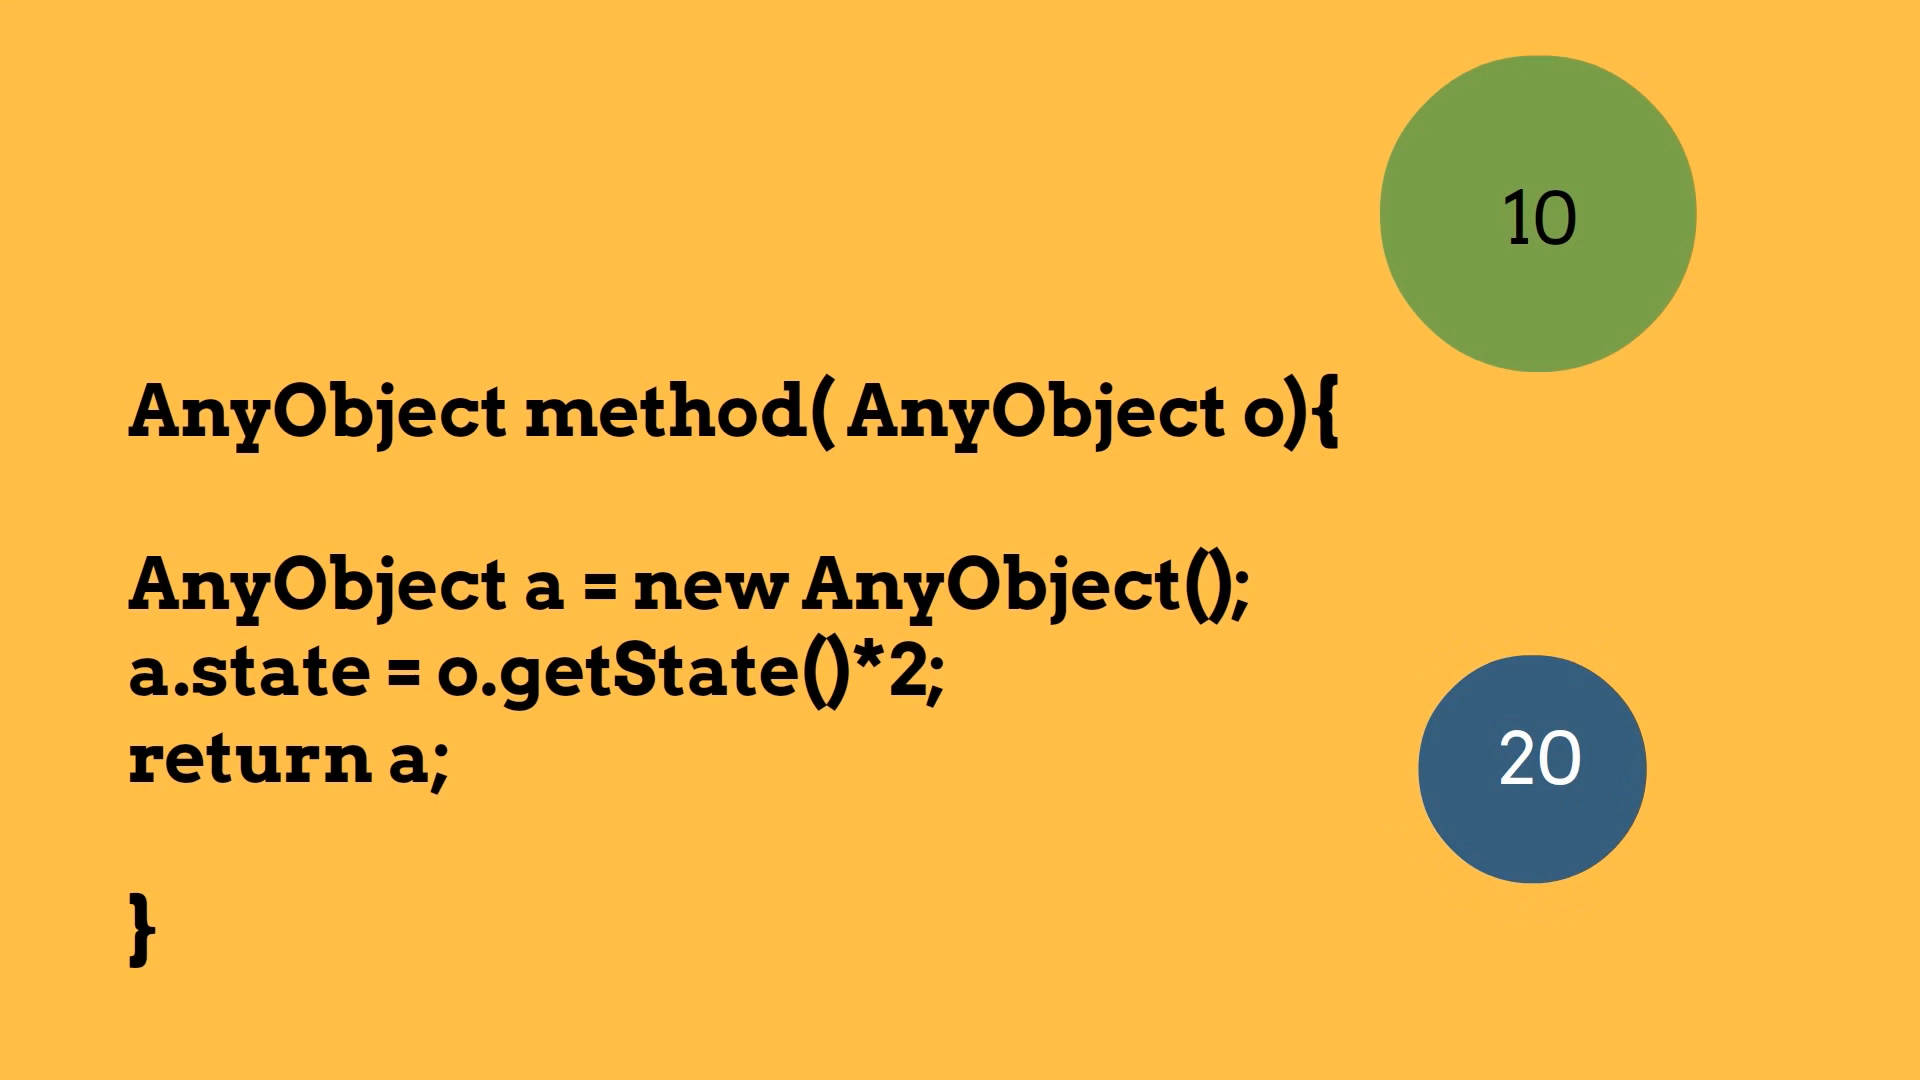 10
AnyObject method( AnyObject o){
AnyObject a = new AnyObject();
a.state = o.getState()*2;
return a;
20
}